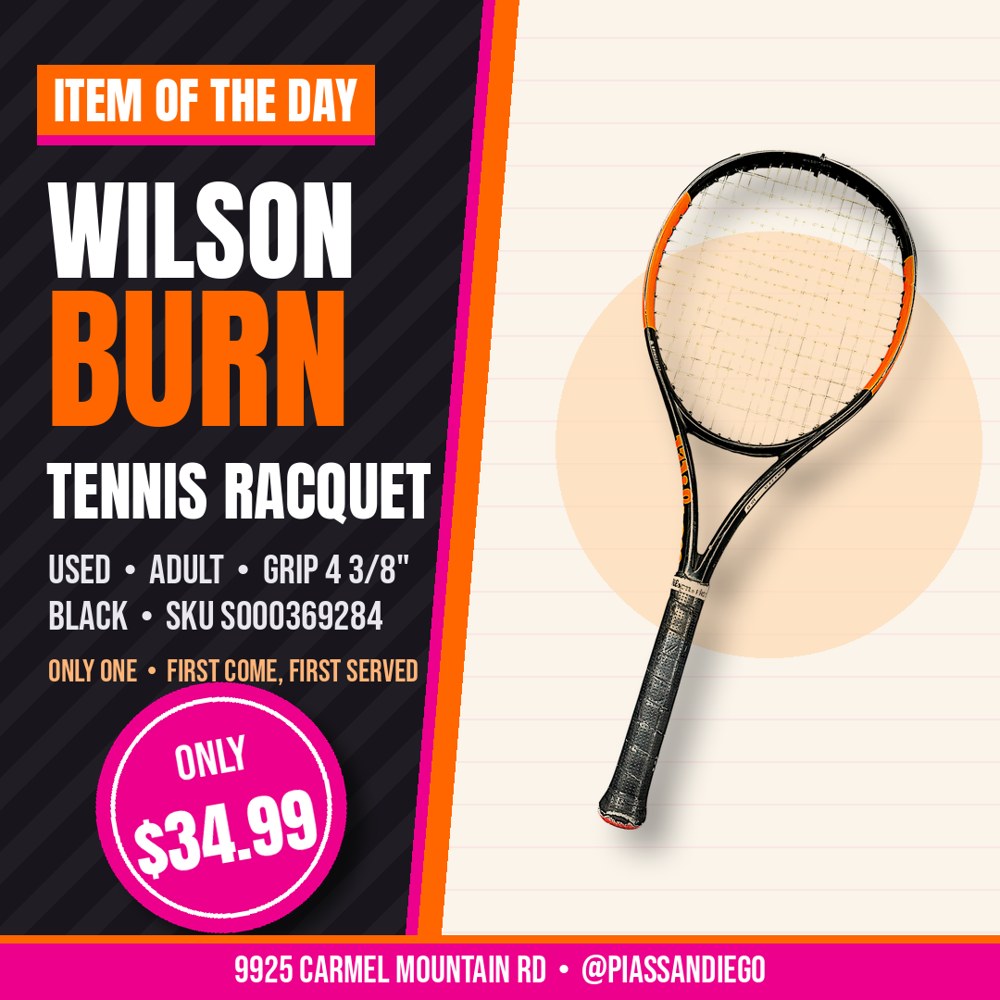 ITEM OF THE DAY
WILSON
BURN
TENNIS RACQUET
USED • ADULT • GRIP 4 3/8"
BLACK • SKU S000369284
ONLY ONE • FIRST COME, FIRST SERVED
ONLY
$34.99
9925 CARMEL MOUNTAIN RD • @PIASSANDIEGO